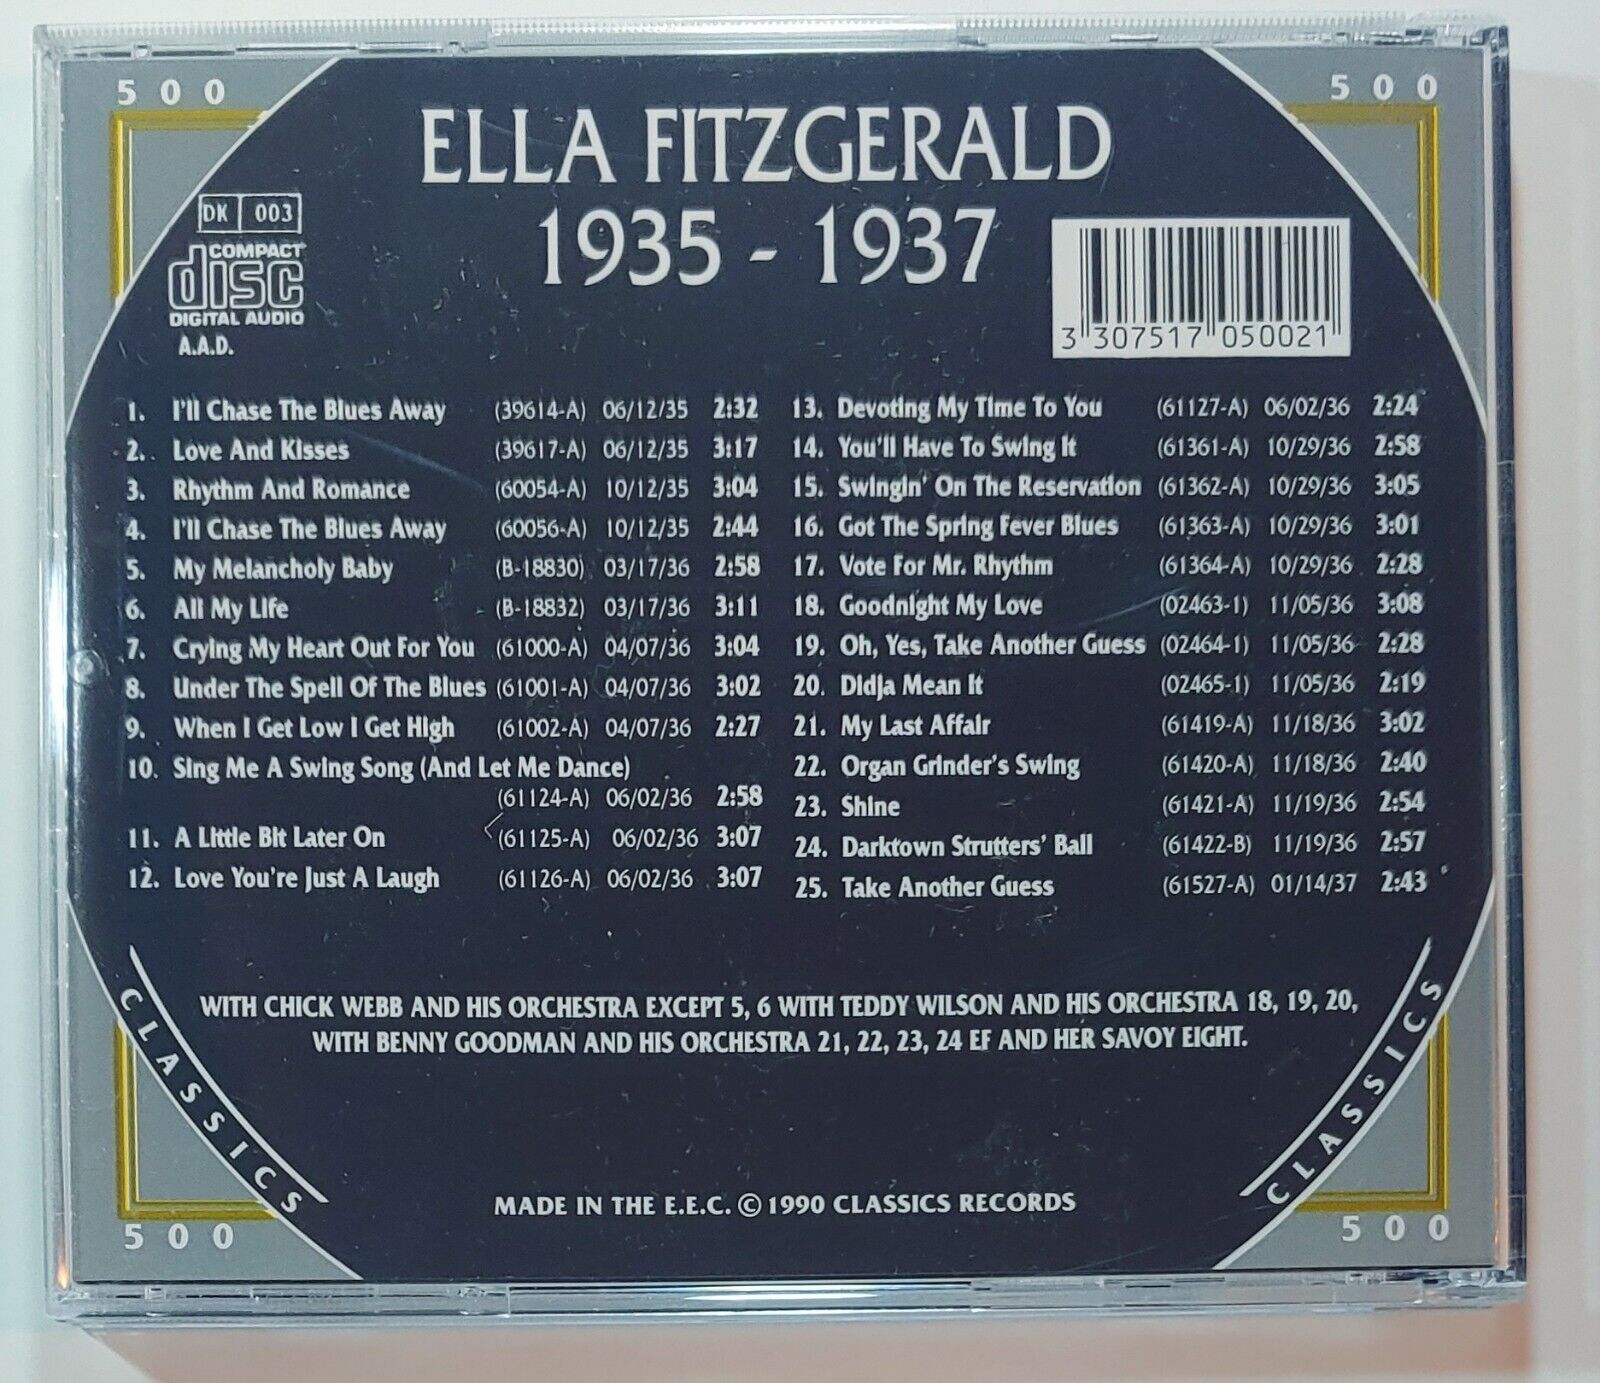 500
500
ELLA FITZGERALD
1935 - 1937
DK 003
COMPACT
disc
DIGITAL AUDIO
A.A.D.
3 307517 050021
1. I'll Chase The Blues Away (39614-A) 06/12/35 2:32
2. Love And Kisses (39617-A) 06/12/35 3:17
3. Rhythm And Romance (60054-A) 10/12/35 3:04
4. I'll Chase The Blues Away (60056-A) 10/12/35 2:44
5. My Melancholy Baby (B-18830) 03/17/36 2:58
6. All My Life (B-18832) 03/17/36 3:11
7. Crying My Heart Out For You (61000-A) 04/07/36 3:04
8. Under The Spell Of The Blues (61001-A) 04/07/36 3:02
9. When I Get Low I Get High (61002-A) 04/07/36 2:27
10. Sing Me A Swing Song (And Let Me Dance)
(61124-A) 06/02/36 2:58
11. A Little Bit Later On (61125-A) 06/02/36 3:07
12. Love You're Just A Laugh (61126-A) 06/02/36 3:07
13. Devoting My Time To You (61127-A) 06/02/36 2:24
14. You'll Have To Swing It (61361-A) 10/29/36 2:58
15. Swingin' On The Reservation (61362-A) 10/29/36 3:05
16. Got The Spring Fever Blues (61363-A) 10/29/36 3:01
17. Vote For Mr. Rhythm (61364-A) 10/29/36 2:28
18. Goodnight My Love (02463-1) 11/05/36 3:08
19. Oh, Yes, Take Another Guess (02464-1) 11/05/36 2:28
20. Didja Mean It (02465-1) 11/05/36 2:19
21. My Last Affair (61419-A) 11/18/36 3:02
22. Organ Grinder's Swing (61420-A) 11/18/36 2:40
23. Shine (61421-A) 11/19/36 2:54
24. Darktown Strutters' Ball (61422-B) 11/19/36 2:57
25. Take Another Guess (61527-A) 01/14/37 2:43
WITH CHICK WEBB AND HIS ORCHESTRA EXCEPT 5, 6 WITH TEDDY WILSON AND HIS ORCHESTRA 18, 19, 20,
WITH BENNY GOODMAN AND HIS ORCHESTRA 21, 22, 23, 24 EF AND HER SAVOY EIGHT.
CLASSICS
CLASSICS
MADE IN THE E.E.C. © 1990 CLASSICS RECORDS
500
500